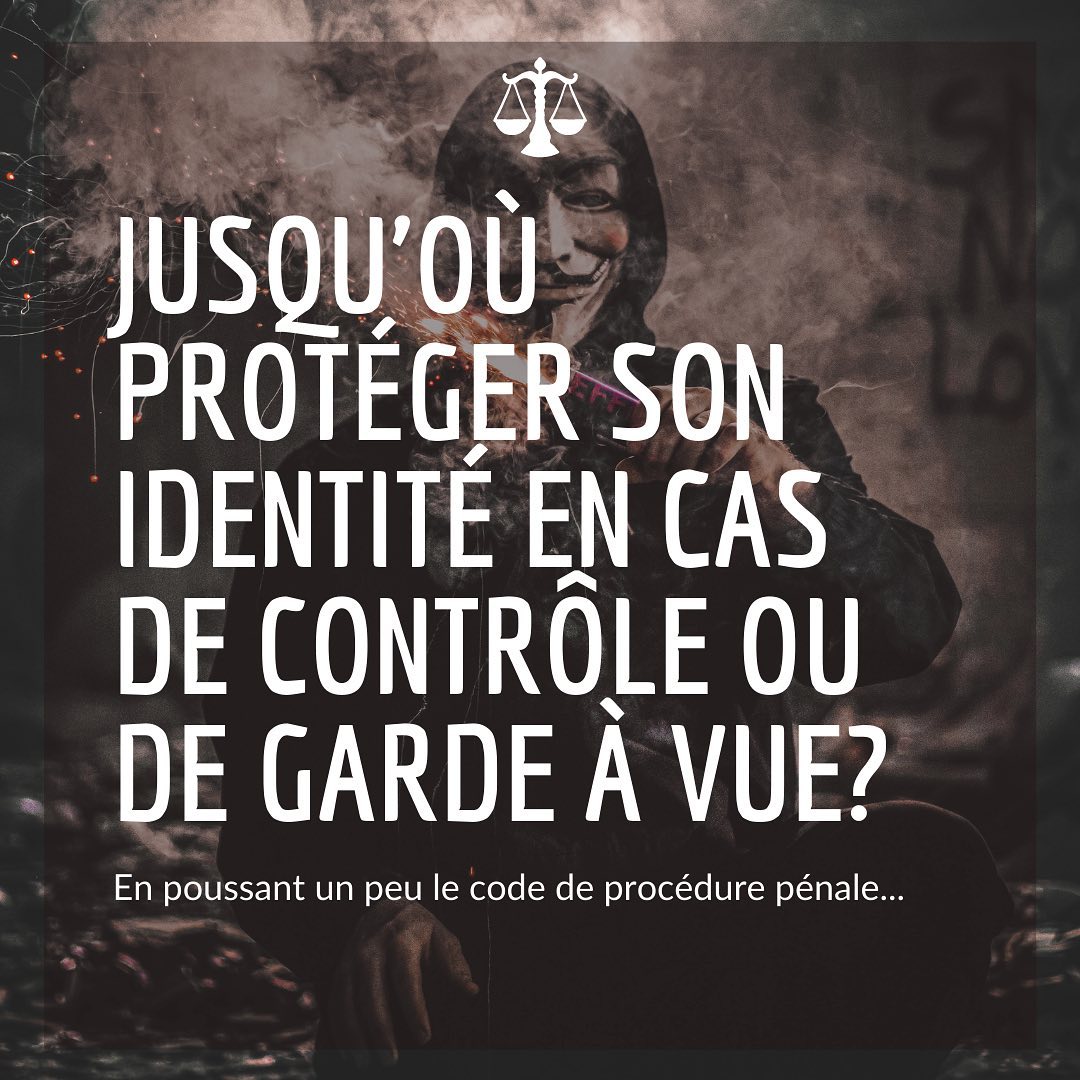 JUSQU'OÙ
PROTÉGER SON
IDENTITÉ EN CAS
DE CONTRÔLE OU
DE GARDE À VUE?
En poussant un peu le code de procédure pénale...